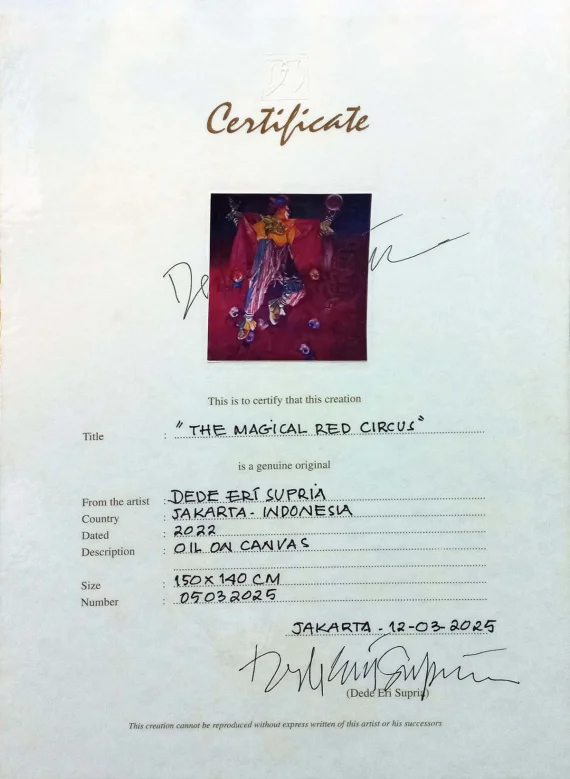 Certificate
This is to certify that this creation
Title : "THE MAGICAL RED CIRCUS"
is a genuine original
From the artist : DEDE ERI SUPRIA
Country : JAKARTA - INDONESIA
Dated : 2022
Description : OIL ON CANVAS
Size : 150 X 140 CM
Number : 05032025
JAKARTA - 12-03-2025
Dede Eri Supria
(Dede Eri Supria)
This creation cannot be reproduced without express written of this artist or his successors